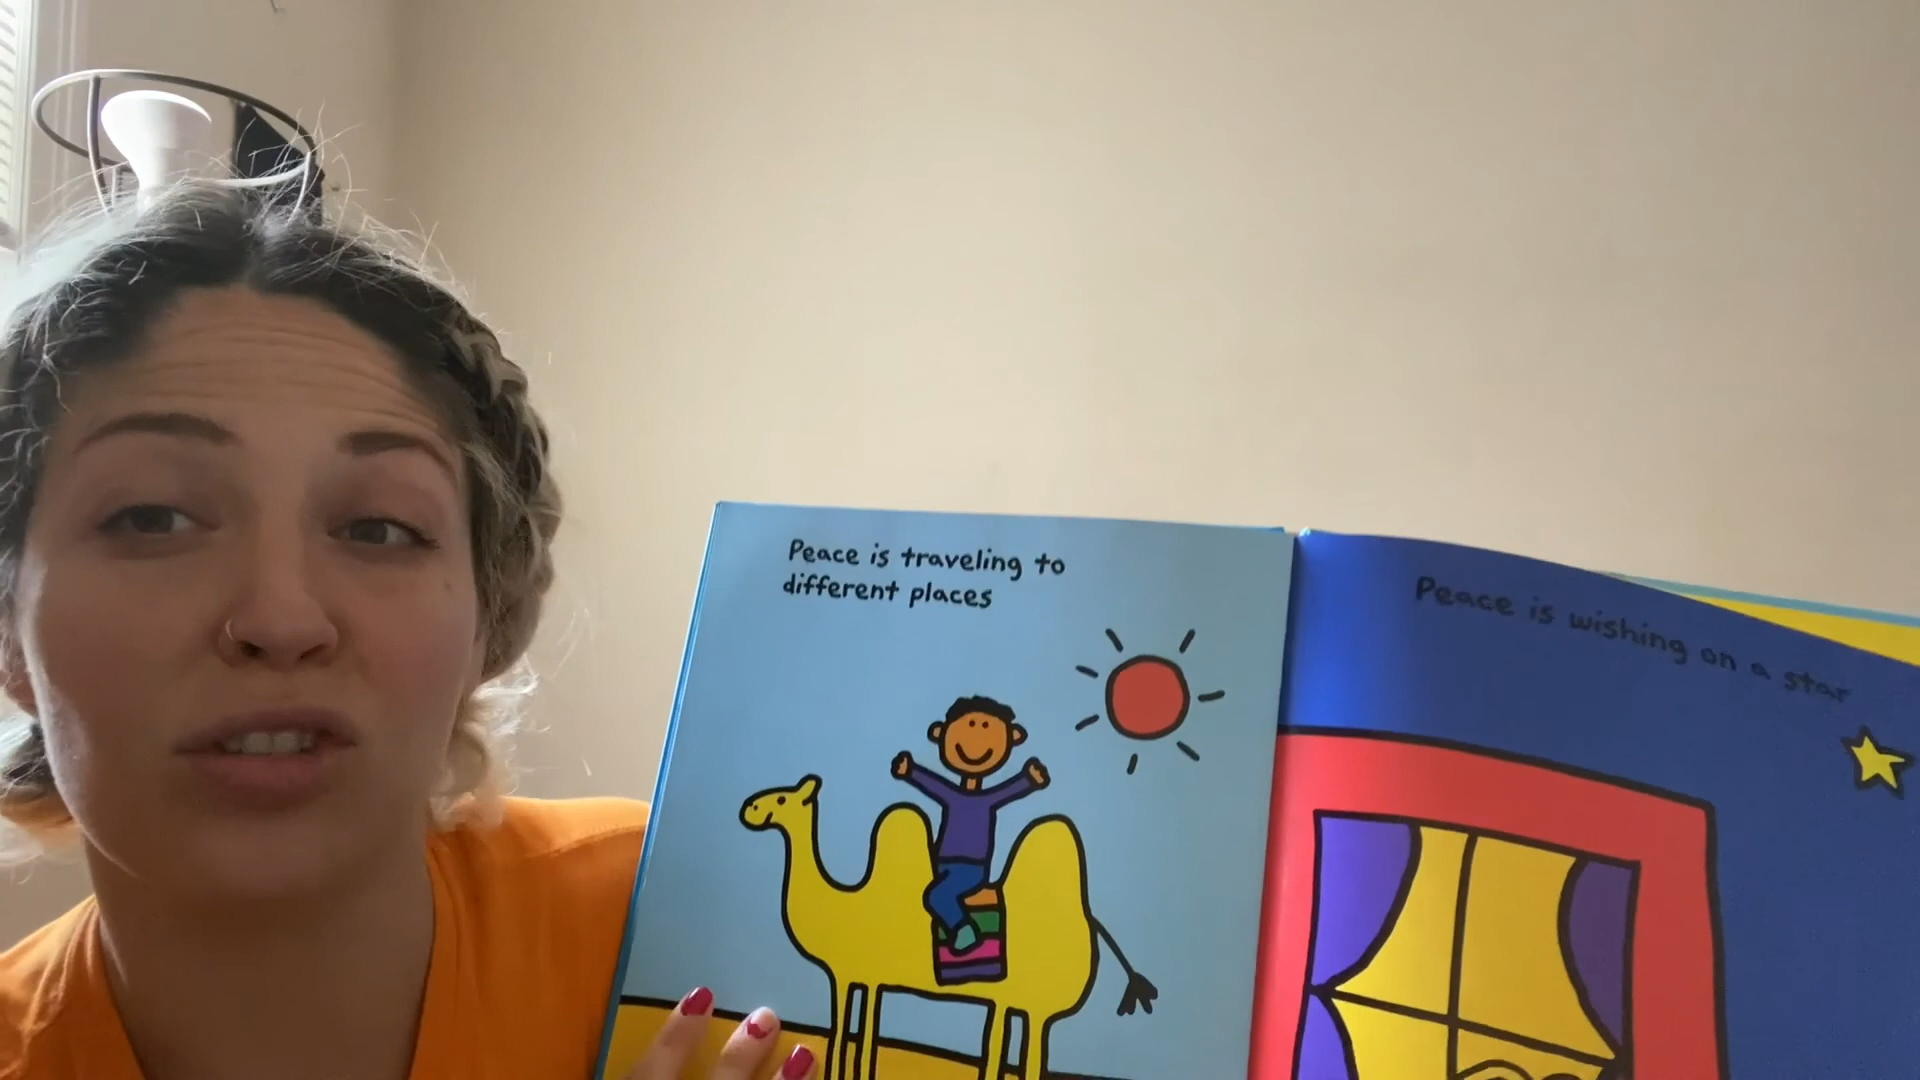 Peace is traveling to
different places
Peace is wishing on a star